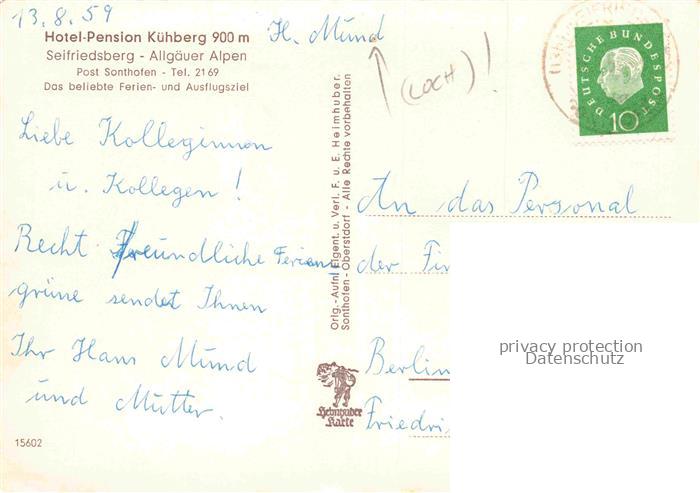 13.8.59
Hotel-Pension Kühberg 900 m
Seifriedsberg - Allgäuer Alpen
Post Sonthofen - Tel. 2169
Das beliebte Ferien- und Ausflugsziel
H. Mund
(LOCH)!
Liebe Kolleginnen
u. Kollegen!
Recht Freundliche Ferien
grüne sendet Ihnen
Ihr Hans Mund
und Mutter.
15602
Orig.-Aufn. Eigent. u. Verl. F. u. E. Heimhuber.
Sonthofen-Oberstdorf - Alle Rechte vorbehalten
Heimhuber
Karte
DEUTSCHE BUNDESPOST
10
An das Personal
der Fir
Berlin
Friedri
privacy protection
Datenschutz